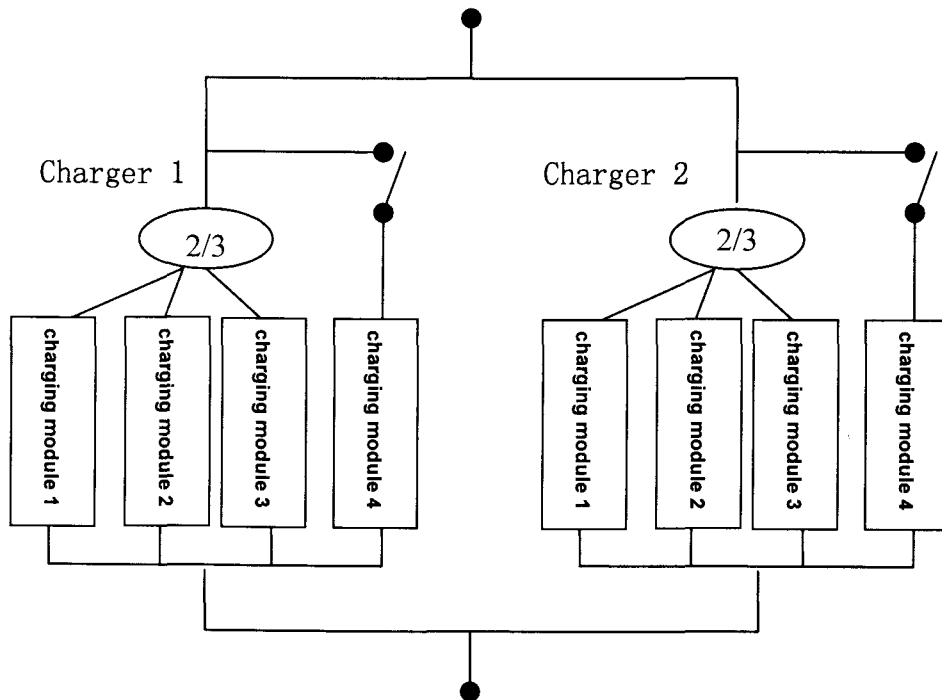 Charger 1
Charger 2
2/3
2/3
charging module 1
charging module 2
charging module 3
charging module 4
charging module 1
charging module 2
charging module 3
charging module 4